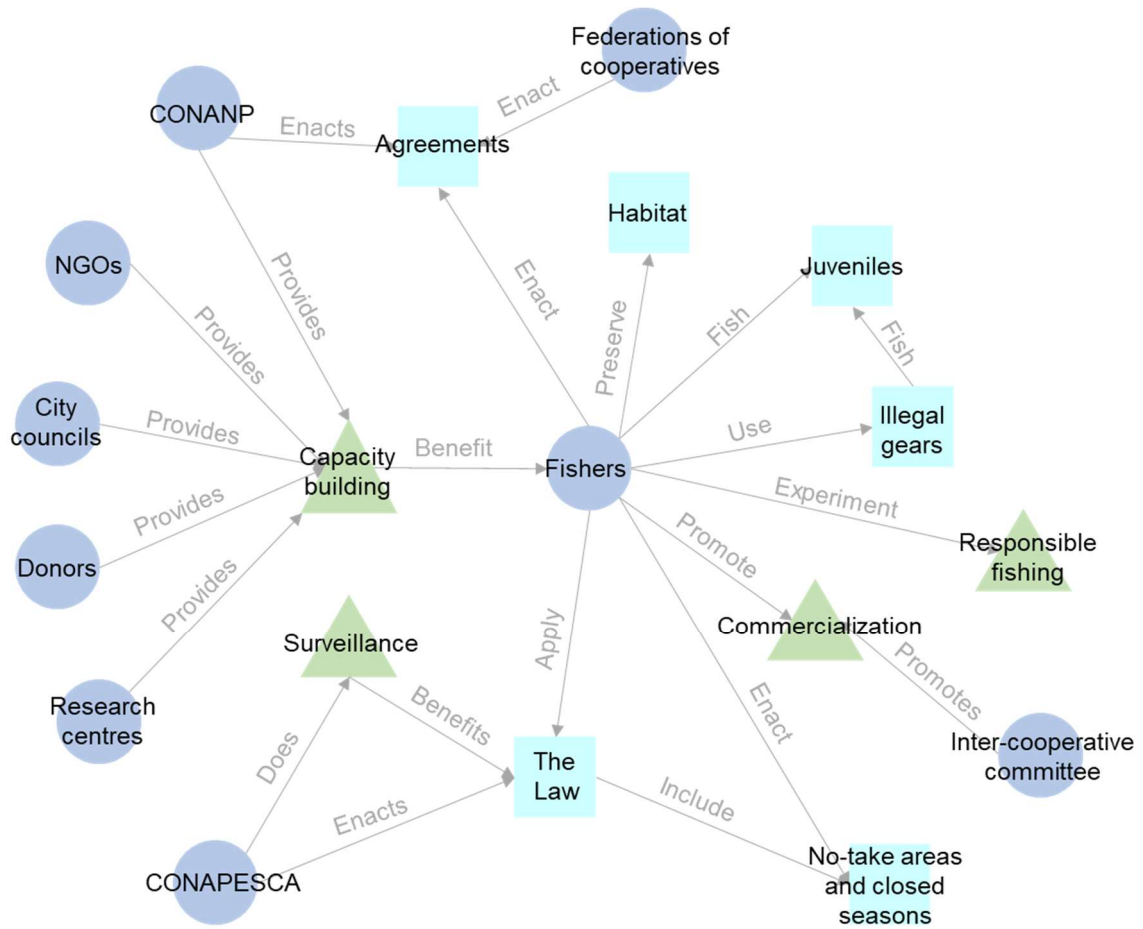 Federations of
cooperatives
CONANP
Enacts
Enact
Agreements
Habitat
NGOs
Provides
Enact
Juveniles
Preserve
Fish
Fish
Provides
City
councils
Provides
Capacity
building
Benefit
Fishers
Use
Illegal
gears
Experiment
Provides
Donors
Promote
Responsible
fishing
Provides
Surveillance
Apply
Commercialization
Promotes
Research
centres
Benefits
Enact
Does
The
Law
Inter-cooperative
committee
Enacts
Include
CONAPESCA
No-take areas
and closed
seasons